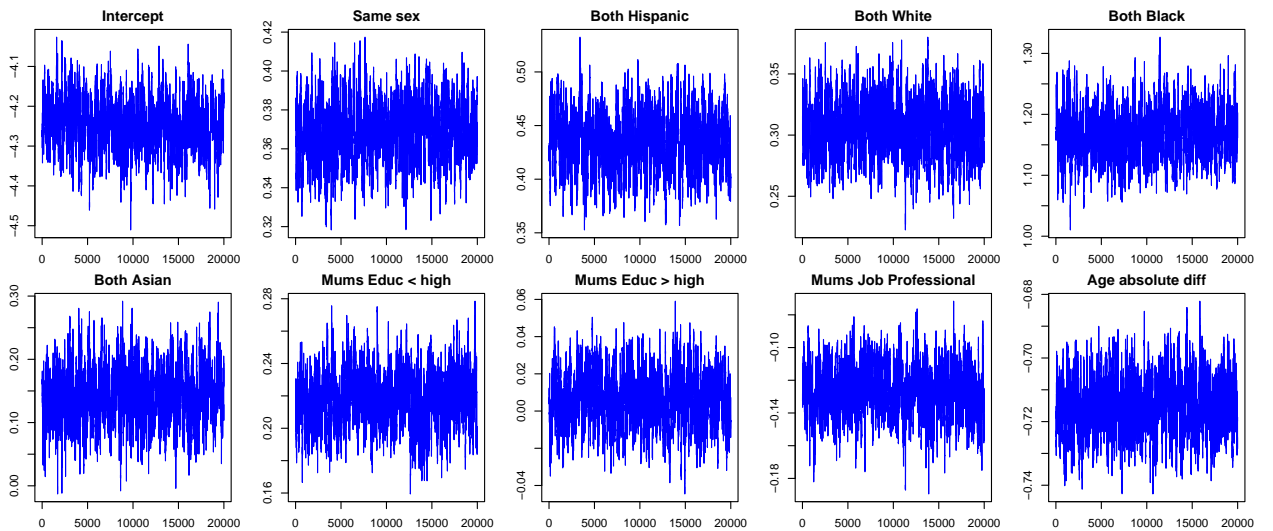 Intercept
−4.1
−4.2
−4.3
−4.4
−4.5
0 5000 10000 15000 20000
Same sex
0.42
0.40
0.38
0.36
0.34
0.32
0 5000 10000 15000 20000
Both Hispanic
0.50
0.45
0.40
0.35
0 5000 10000 15000 20000
Both White
0.35
0.30
0.25
0 5000 10000 15000 20000
Both Black
1.30
1.20
1.10
1.00
0 5000 10000 15000 20000
Both Asian
0.30
0.20
0.10
0.00
0 5000 10000 15000 20000
Mums Educ < high
0.28
0.24
0.20
0.16
0 5000 10000 15000 20000
Mums Educ > high
0.06
0.04
0.02
0.00
−0.04
0 5000 10000 15000 20000
Mums Job Professional
−0.10
−0.14
−0.18
0 5000 10000 15000 20000
Age absolute diff
−0.68
−0.70
−0.72
−0.74
0 5000 10000 15000 20000